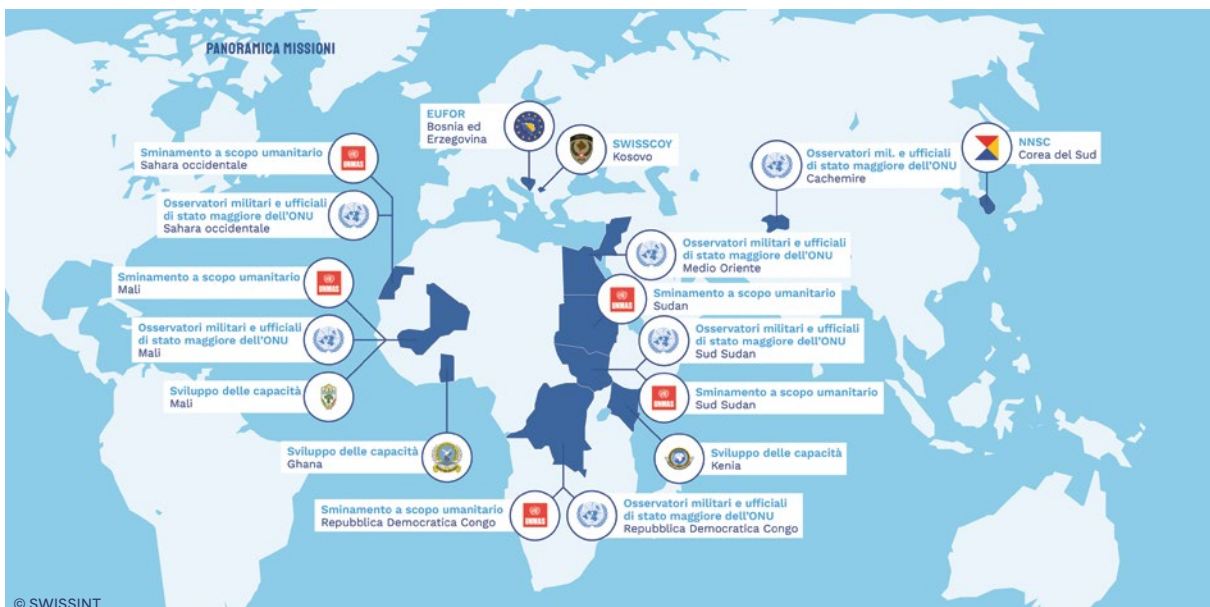 PANORAMICA MISSIONI
EUFOR
Bosnia ed
Erzegovina
SWISSCOY
Kosovo
Osservatori mil. e ufficiali
di stato maggiore dell'ONU
Cachemire
NNSC
Corea del Sud
Sminamento a scopo umanitario
Sahara occidentale
UNMAS
Osservatori militari e ufficiali
di stato maggiore dell'ONU
Sahara occidentale
Sminamento a scopo umanitario
Mali
UNMAS
Osservatori militari e ufficiali
di stato maggiore dell'ONU
Mali
Sviluppo delle capacità
Mali
Sviluppo delle capacità
Ghana
Sminamento a scopo umanitario
Repubblica Democratica Congo
UNMAS
Osservatori militari e ufficiali
di stato maggiore dell'ONU
Repubblica Democratica Congo
Osservatori militari e ufficiali
di stato maggiore dell'ONU
Medio Oriente
UNMAS
Sminamento a scopo umanitario
Sudan
Osservatori militari e ufficiali
di stato maggiore dell'ONU
Sud Sudan
UNMAS
Sminamento a scopo umanitario
Sud Sudan
Sviluppo delle capacità
Kenia
© SWISSINT